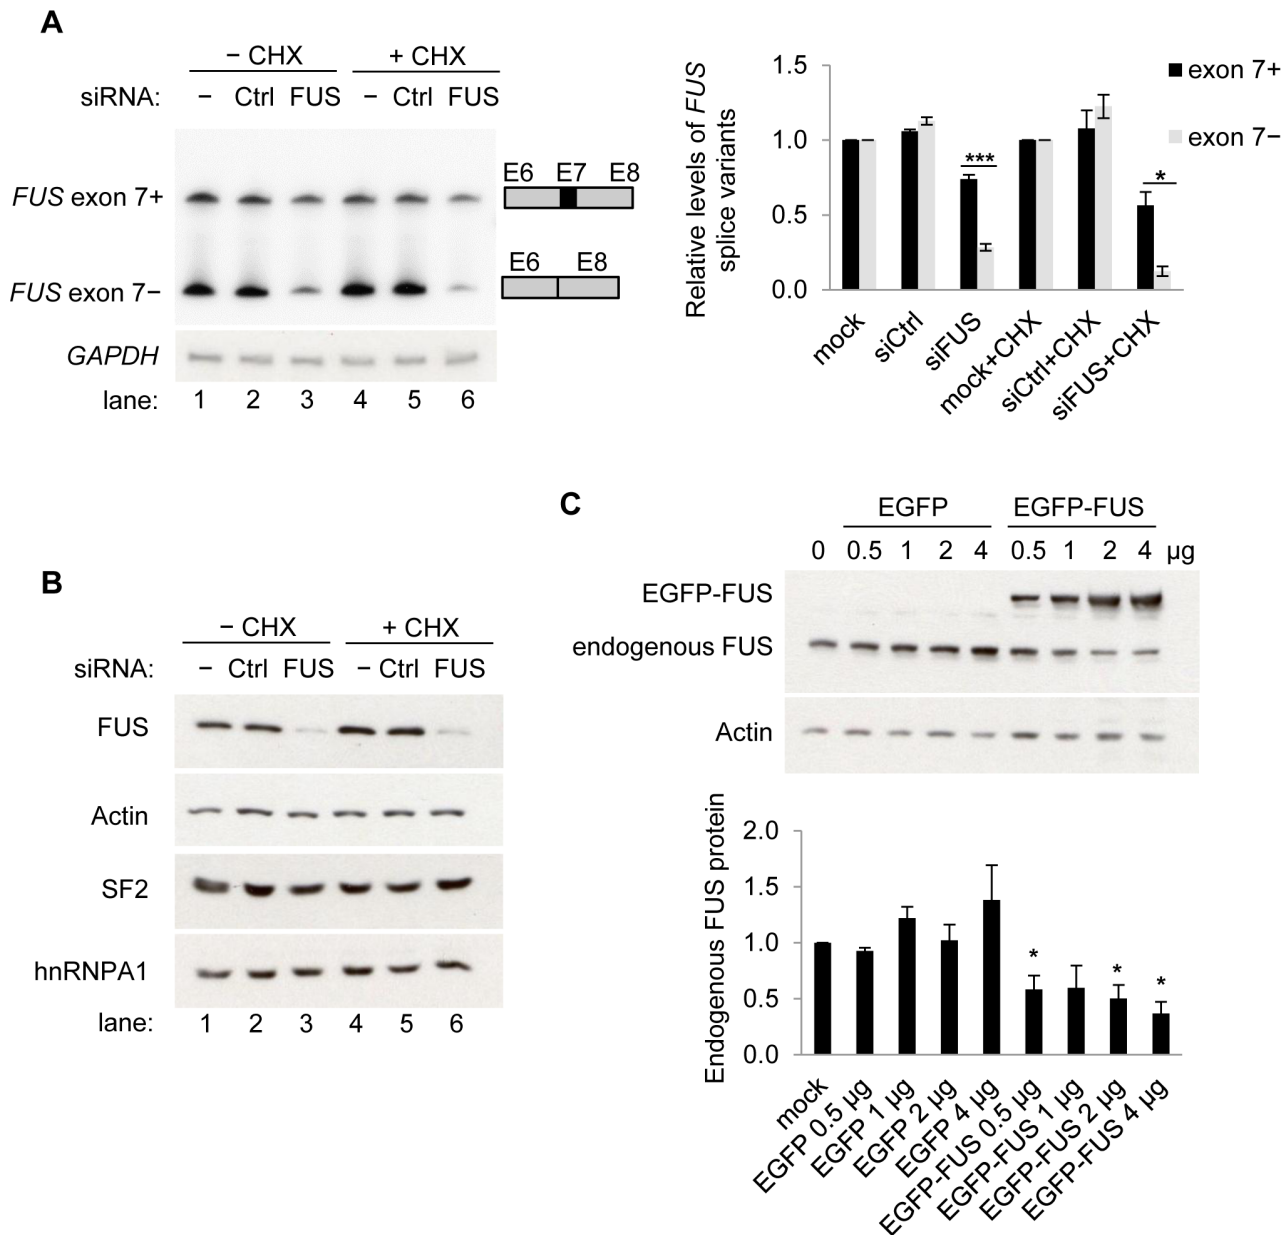 A
− CHX
+ CHX
siRNA: − Ctrl FUS − Ctrl FUS
FUS exon 7+
E6 E7 E8
FUS exon 7−
E6 E8
GAPDH
lane: 1 2 3 4 5 6
Relative levels of FUS
splice variants
1.5
1.0
0.5
0.0
***
*
exon 7+
exon 7−
mock
siCtrl
siFUS
mock+CHX
siCtrl+CHX
siFUS+CHX
B
− CHX
+ CHX
siRNA: − Ctrl FUS − Ctrl FUS
FUS
Actin
SF2
hnRNPA1
lane: 1 2 3 4 5 6
C
EGFP
EGFP-FUS
0 0.5 1 2 4 0.5 1 2 4 µg
EGFP-FUS
endogenous FUS
Actin
Endogenous FUS protein
2.0
1.5
1.0
0.5
0.0
*
*
*
mock
EGFP 0.5 µg
EGFP 1 µg
EGFP 2 µg
EGFP 4 µg
EGFP-FUS 0.5 µg
EGFP-FUS 1 µg
EGFP-FUS 2 µg
EGFP-FUS 4 µg